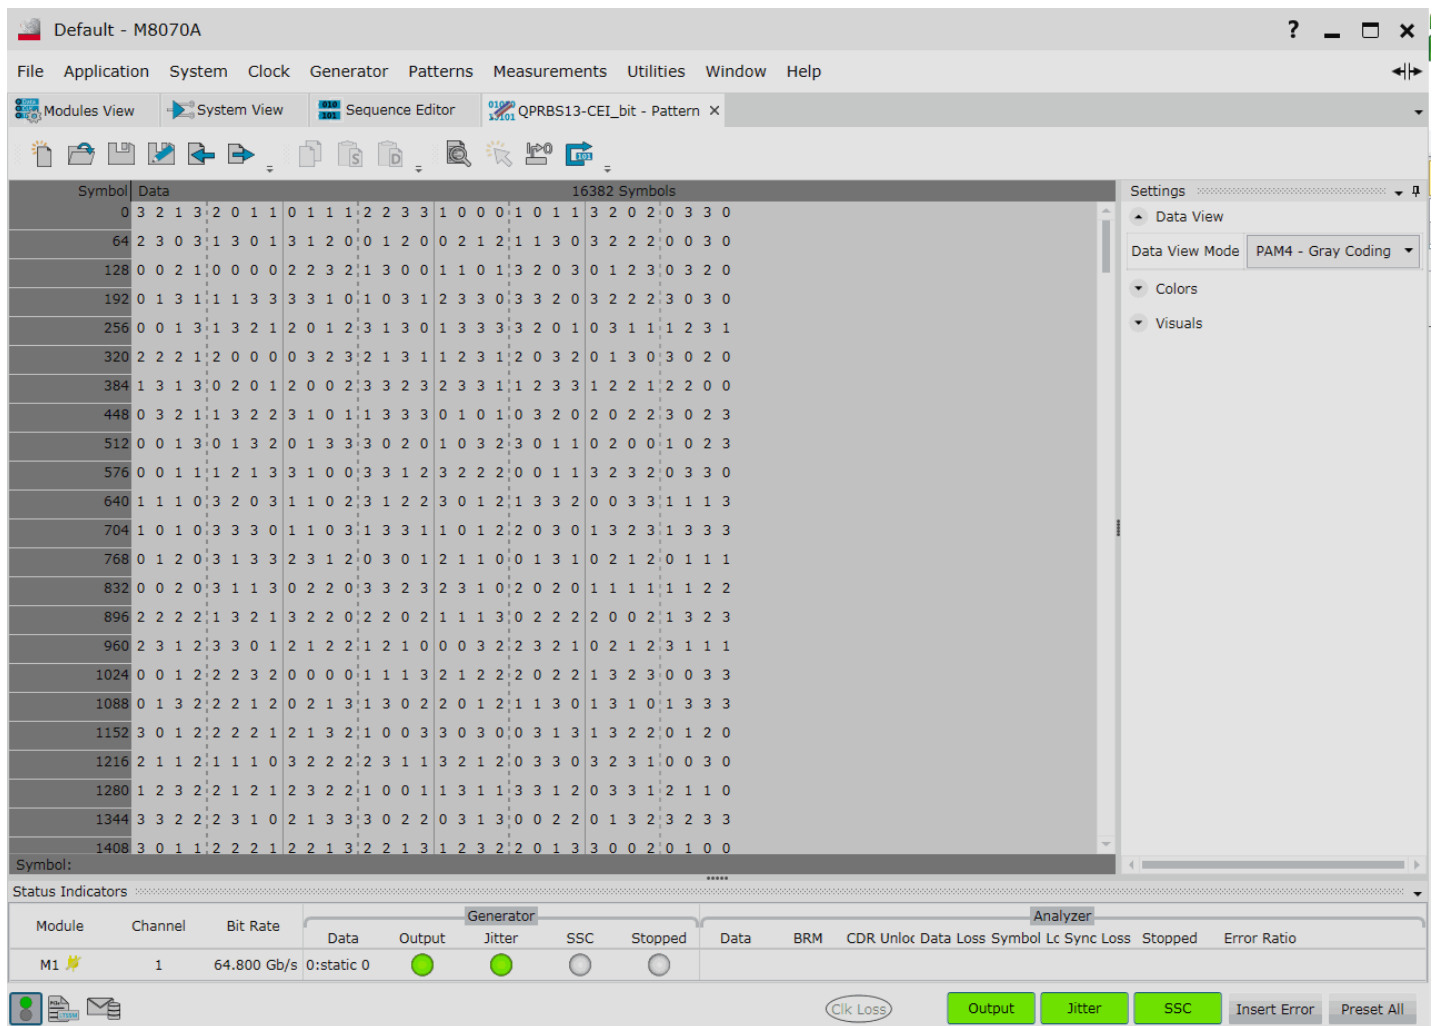 Default - M8070A
?
File Application System Clock Generator Patterns Measurements Utilities Window Help
Modules View System View Sequence Editor QPRBS13-CEI_bit - Pattern
Symbol Data 16382 Symbols
0 3 2 1 3 2 0 1 1 0 1 1 1 2 2 3 3 1 0 0 0 1 0 1 1 3 2 0 2 0 3 3 0
64 2 3 0 3 1 3 0 1 3 1 2 0 0 1 2 0 0 2 1 2 1 1 3 0 3 2 2 2 0 0 3 0
128 0 0 2 1 0 0 0 0 2 2 3 2 1 3 0 0 1 1 0 1 3 2 0 3 0 1 2 3 0 3 2 0
192 0 1 3 1 1 1 3 3 3 3 1 0 1 0 3 1 2 3 3 0 3 3 2 0 3 2 2 2 3 0 3 0
256 0 0 1 3 1 3 2 1 2 0 1 2 3 1 3 0 1 3 3 3 3 2 0 1 0 3 1 1 1 2 3 1
320 2 2 2 1 2 0 0 0 0 3 2 3 2 1 3 1 1 2 3 1 2 0 3 2 0 1 3 0 3 0 2 0
384 1 3 1 3 0 2 0 1 2 0 0 2 3 3 2 3 2 3 3 1 1 2 3 3 1 2 2 1 2 2 0 0
448 0 3 2 1 1 3 2 2 3 1 0 1 1 3 3 3 0 1 0 1 0 3 2 0 2 0 2 2 3 0 2 3
512 0 0 1 3 0 1 3 2 0 1 3 3 3 0 2 0 1 0 3 2 3 0 1 1 0 2 0 0 1 0 2 3
576 0 0 1 1 1 2 1 3 3 1 0 0 3 3 1 2 3 2 2 2 0 0 1 1 3 2 3 2 0 3 3 0
640 1 1 1 0 3 2 0 3 1 1 0 2 3 1 2 2 3 0 1 2 1 3 3 2 0 0 3 3 1 1 1 3
704 1 0 1 0 3 3 3 0 1 1 0 3 1 3 3 1 1 0 1 2 2 0 3 0 1 3 2 3 1 3 3 3
768 0 1 2 0 3 1 3 3 2 3 1 2 0 3 0 1 2 1 1 0 0 1 3 1 0 2 1 2 0 1 1 1
832 0 0 2 0 3 1 1 3 0 2 2 0 3 3 2 3 2 3 1 0 2 0 2 0 1 1 1 1 1 1 2 2
896 2 2 2 2 1 3 2 1 3 2 2 0 2 2 0 2 1 1 1 3 0 2 2 2 2 0 0 2 1 3 2 3
960 2 3 1 2 3 3 0 1 2 1 2 2 1 2 1 0 0 0 3 2 2 3 2 1 0 2 1 2 3 1 1 1
1024 0 0 1 2 2 2 3 2 0 0 0 0 1 1 1 3 2 1 2 2 2 0 2 2 1 3 2 3 0 0 3 3
1088 0 1 3 2 2 2 1 2 0 2 1 3 1 3 0 2 2 0 1 2 1 1 3 0 1 3 1 0 1 3 3 3
1152 3 0 1 2 2 2 2 1 2 1 3 2 1 0 0 3 3 0 3 0 0 3 1 3 1 3 2 2 0 1 2 0
1216 2 1 1 2 1 1 1 0 3 2 2 2 2 3 1 1 3 2 1 2 0 3 3 0 3 2 3 1 0 0 3 0
1280 1 2 3 2 2 1 2 1 2 3 2 2 1 0 0 1 1 3 1 1 3 3 1 2 0 3 3 1 2 1 1 0
1344 3 3 2 2 2 3 1 0 2 1 3 3 3 0 2 2 0 3 1 3 0 0 2 2 0 1 3 2 3 2 3 3
1408 3 0 1 1 2 2 2 1 2 2 1 3 2 2 1 3 1 2 3 2 2 0 1 3 3 0 0 2 0 1 0 0
Symbol:
Settings
Data View
Data View Mode PAM4 - Gray Coding
Colors
Visuals
Status Indicators
Generator Analyzer
Module Channel Bit Rate Data Output Jitter SSC Stopped Data BRM CDR Unloc Data Loss Symbol Lc Sync Loss Stopped Error Ratio
M1 1 64.800 Gb/s 0:static 0
Clk Loss Output Jitter SSC Insert Error Preset All